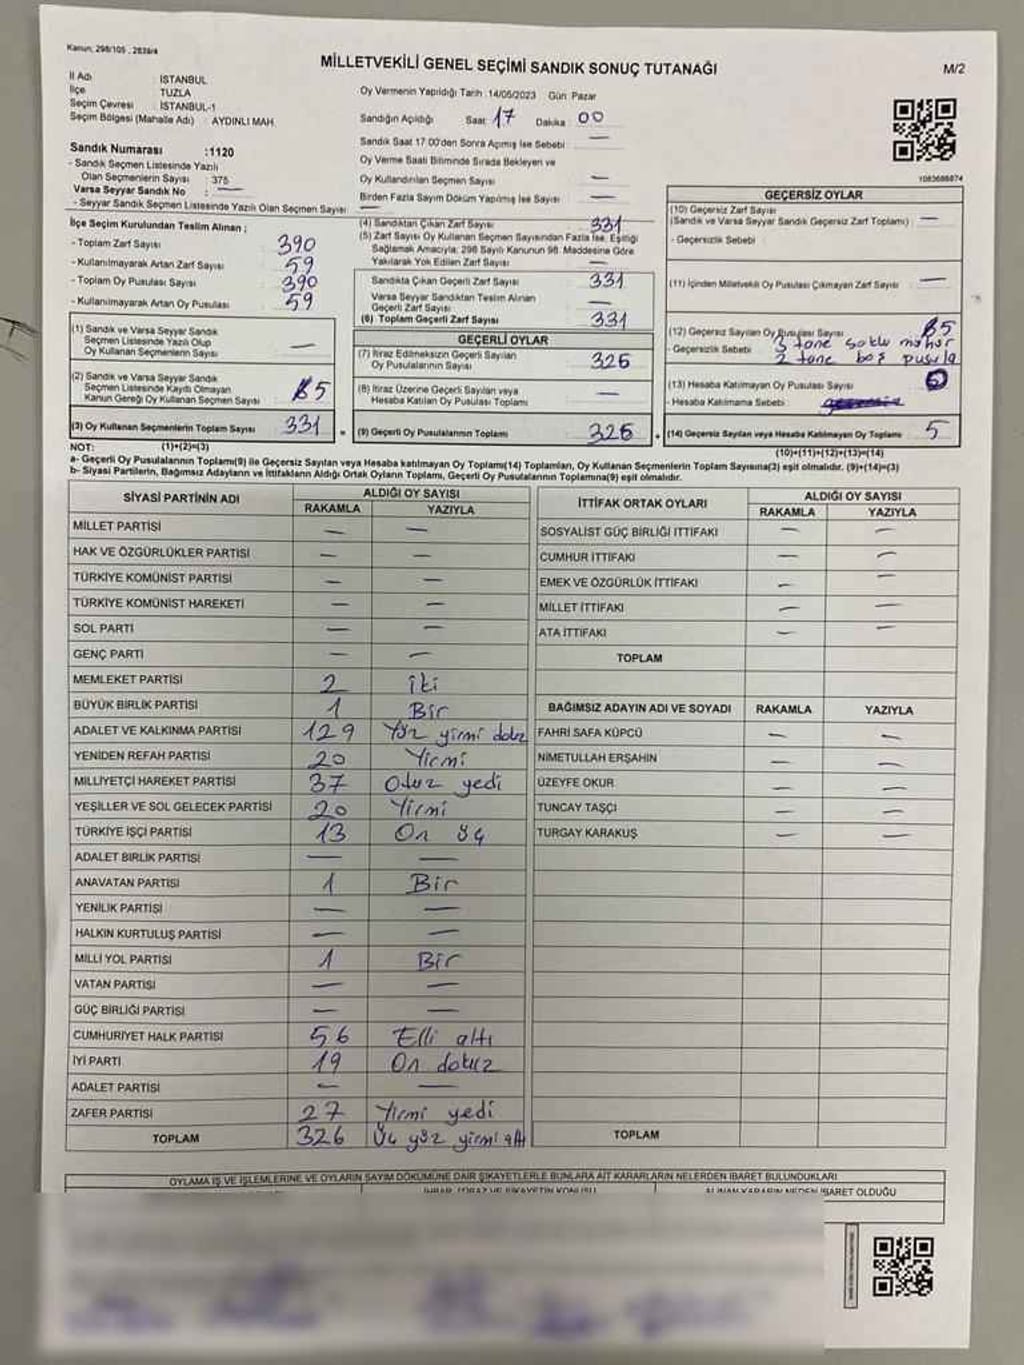 Kanun; 298/105 , 2839/4
MİLLETVEKİLİ GENEL SEÇİMİ SANDIK SONUÇ TUTANAĞI
M/2
İl Adı İSTANBUL
İlçe TUZLA
Seçim Çevresi : İSTANBUL-1
Seçim Bölgesi (Mahalle Adı) : AYDINLI MAH.
Sandık Numarası :1120
- Sandık Seçmen Listesinde Yazılı
Olan Seçmenlerin Sayısı : 375
Varsa Seyyar Sandık No : —
- Seyyar Sandık Seçmen Listesinde Yazılı Olan Seçmen Sayısı —
Oy Vermenin Yapıldığı Tarih :14/05/2023 Gün: Pazar
Sandığın Açıldığı Saat: 17 Dakika : 00
Sandık Saat 17.00'den Sonra Açımış İse Sebebi —
Oy Verme Saati Bitiminde Sırada Bekleyen ve
Oy Kullandırılan Seçmen Sayısı —
Birden Fazla Sayım Döküm Yapılmış İse Sayısı —
1083688874
İlçe Seçim Kurulundan Teslim Alınan ;
- Toplam Zarf Sayısı 390
- Kullanılmayarak Artan Zarf Sayısı 59
- Toplam Oy Pusulası Sayısı 390
- Kullanılmayarak Artan Oy Pusulası 59
(1) Sandık ve Varsa Seyyar Sandık
Seçmen Listesinde Yazılı Olup
Oy Kullanan Seçmenlerin Sayısı —
(2) Sandık ve Varsa Seyyar Sandık
Seçmen Listesinde Kayıtlı Olmayan
Kanun Gereği Oy Kullanan Seçmen Sayısı 5
(3) Oy Kullanan Seçmenlerin Toplam Sayısı 331
(4) Sandıktan Çıkan Zarf Sayısı 331
(5) Zarf Sayısı Oy Kullanan Seçmen Sayısından Fazla İse, Eşitliği
Sağlamak Amacıyla; 298 Sayılı Kanunun 98. Maddesine Göre
Yakılarak Yok Edilen Zarf Sayısı —
Sandıkta Çıkan Geçerli Zarf Sayısı 331
Varsa Seyyar Sandıktan Teslim Alınan
Geçerli Zarf Sayısı —
(6) Toplam Geçerli Zarf Sayısı 331
GEÇERLİ OYLAR
(7) İtiraz Edilmeksizin Geçerli Sayılan
Oy Pusulalarının Sayısı 326
(8) İtiraz Üzerine Geçerli Sayılan veya
Hesaba Katılan Oy Pusulası Toplamı —
(9) Geçerli Oy Pusulalarının Toplamı 326
GEÇERSİZ OYLAR
(10) Geçersiz Zarf Sayısı
(Sandık ve Varsa Seyyar Sandık Geçersiz Zarf Toplamı) : —
- Geçersizlik Sebebi :
(11) İçinden Milletvekili Oy Pusulası Çıkmayan Zarf Sayısı : —
(12) Geçersiz Sayılan Oy Pusulası Sayısı 5
- Geçersizlik Sebebi 3 tane mühür
2 tane boş pusula
(13) Hesaba Katılmayan Oy Pusulası Sayısı
- Hesaba Katılmama Sebebi :
(14) Geçersiz Sayılan veya Hesaba Katılmayan Oy Toplamı 5
NOT: (1)+(2)=(3)
(10)+(11)+(12)+(13)=(14)
a- Geçerli Oy Pusulalarının Toplamı(9) ile Geçersiz Sayılan veya Hesaba katılmayan Oy Toplamı(14) Toplamları, Oy Kullanan Seçmenlerin Toplam Sayısına(3) eşit olmalıdır. (9)+(14)=(3)
b- Siyasi Partilerin, Bağımsız Adayların ve İttifakların Aldığı Ortak Oyların Toplamı, Geçerli Oy Pusulalarının Toplamına(9) eşit olmalıdır.
SİYASİ PARTİNİN ADI ALDIĞI OY SAYISI
RAKAMLA YAZIYLA
MİLLET PARTİSİ — —
HAK VE ÖZGÜRLÜKLER PARTİSİ — —
TÜRKİYE KOMÜNİST PARTİSİ — —
TÜRKİYE KOMÜNİST HAREKETİ — —
SOL PARTİ — —
GENÇ PARTİ — —
MEMLEKET PARTİSİ 2 iki
BÜYÜK BİRLİK PARTİSİ 1 Bir
ADALET VE KALKINMA PARTİSİ 129 Yüz yirmi dokuz
YENİDEN REFAH PARTİSİ 20 Yirmi
MİLLİYETÇİ HAREKET PARTİSİ 37 Otuz yedi
YEŞİLLER VE SOL GELECEK PARTİSİ 20 Yirmi
TÜRKİYE İŞÇİ PARTİSİ 13 On üç
ADALET BİRLİK PARTİSİ — —
ANAVATAN PARTİSİ 1 Bir
YENİLİK PARTİSİ — —
HALKIN KURTULUŞ PARTİSİ — —
MİLLİ YOL PARTİSİ 1 Bir
VATAN PARTİSİ — —
GÜÇ BİRLİĞİ PARTİSİ — —
CUMHURİYET HALK PARTİSİ 56 Elli altı
İYİ PARTİ 19 On dokuz
ADALET PARTİSİ — —
ZAFER PARTİSİ 27 Yirmi yedi
TOPLAM 326 Üç yüz yirmi altı
İTTİFAK ORTAK OYLARI ALDIĞI OY SAYISI
RAKAMLA YAZIYLA
SOSYALİST GÜÇ BİRLİĞİ İTTİFAKI — —
CUMHUR İTTİFAKI — —
EMEK VE ÖZGÜRLÜK İTTİFAKI — —
MİLLET İTTİFAKI — —
ATA İTTİFAKI — —
TOPLAM
BAĞIMSIZ ADAYIN ADI VE SOYADI RAKAMLA YAZIYLA
FAHRİ SAFA KÜPCÜ — —
NİMETULLAH ERŞAHİN — —
ÜZEYFE OKUR — —
TUNCAY TAŞÇI — —
TURGAY KARAKUŞ — —
TOPLAM
OYLAMA İŞ VE İŞLEMLERİNE VE OYLARIN SAYIM DÖKÜMÜNE DAİR ŞİKAYETLERLE BUNLARA AİT KARARLARIN NELERDEN İBARET BULUNDUKLARI
İHBAR, İTİRAZ VE ŞİKAYETİN KONUSU ALINAN KARARIN NEDEN İBARET OLDUĞU